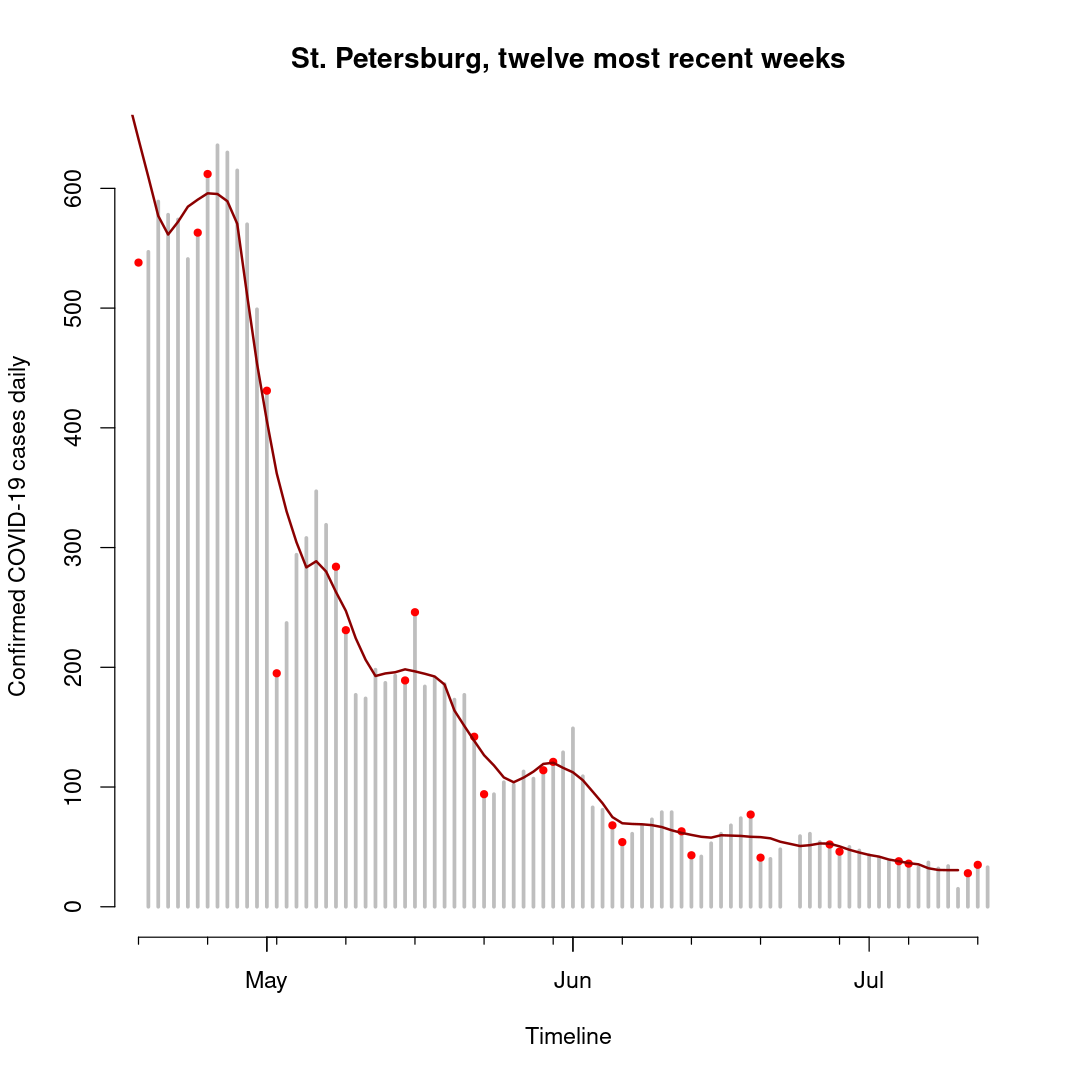 St. Petersburg, twelve most recent weeks
Confirmed COVID-19 cases daily
600
500
400
300
200
100
0
May Jun Jul
Timeline